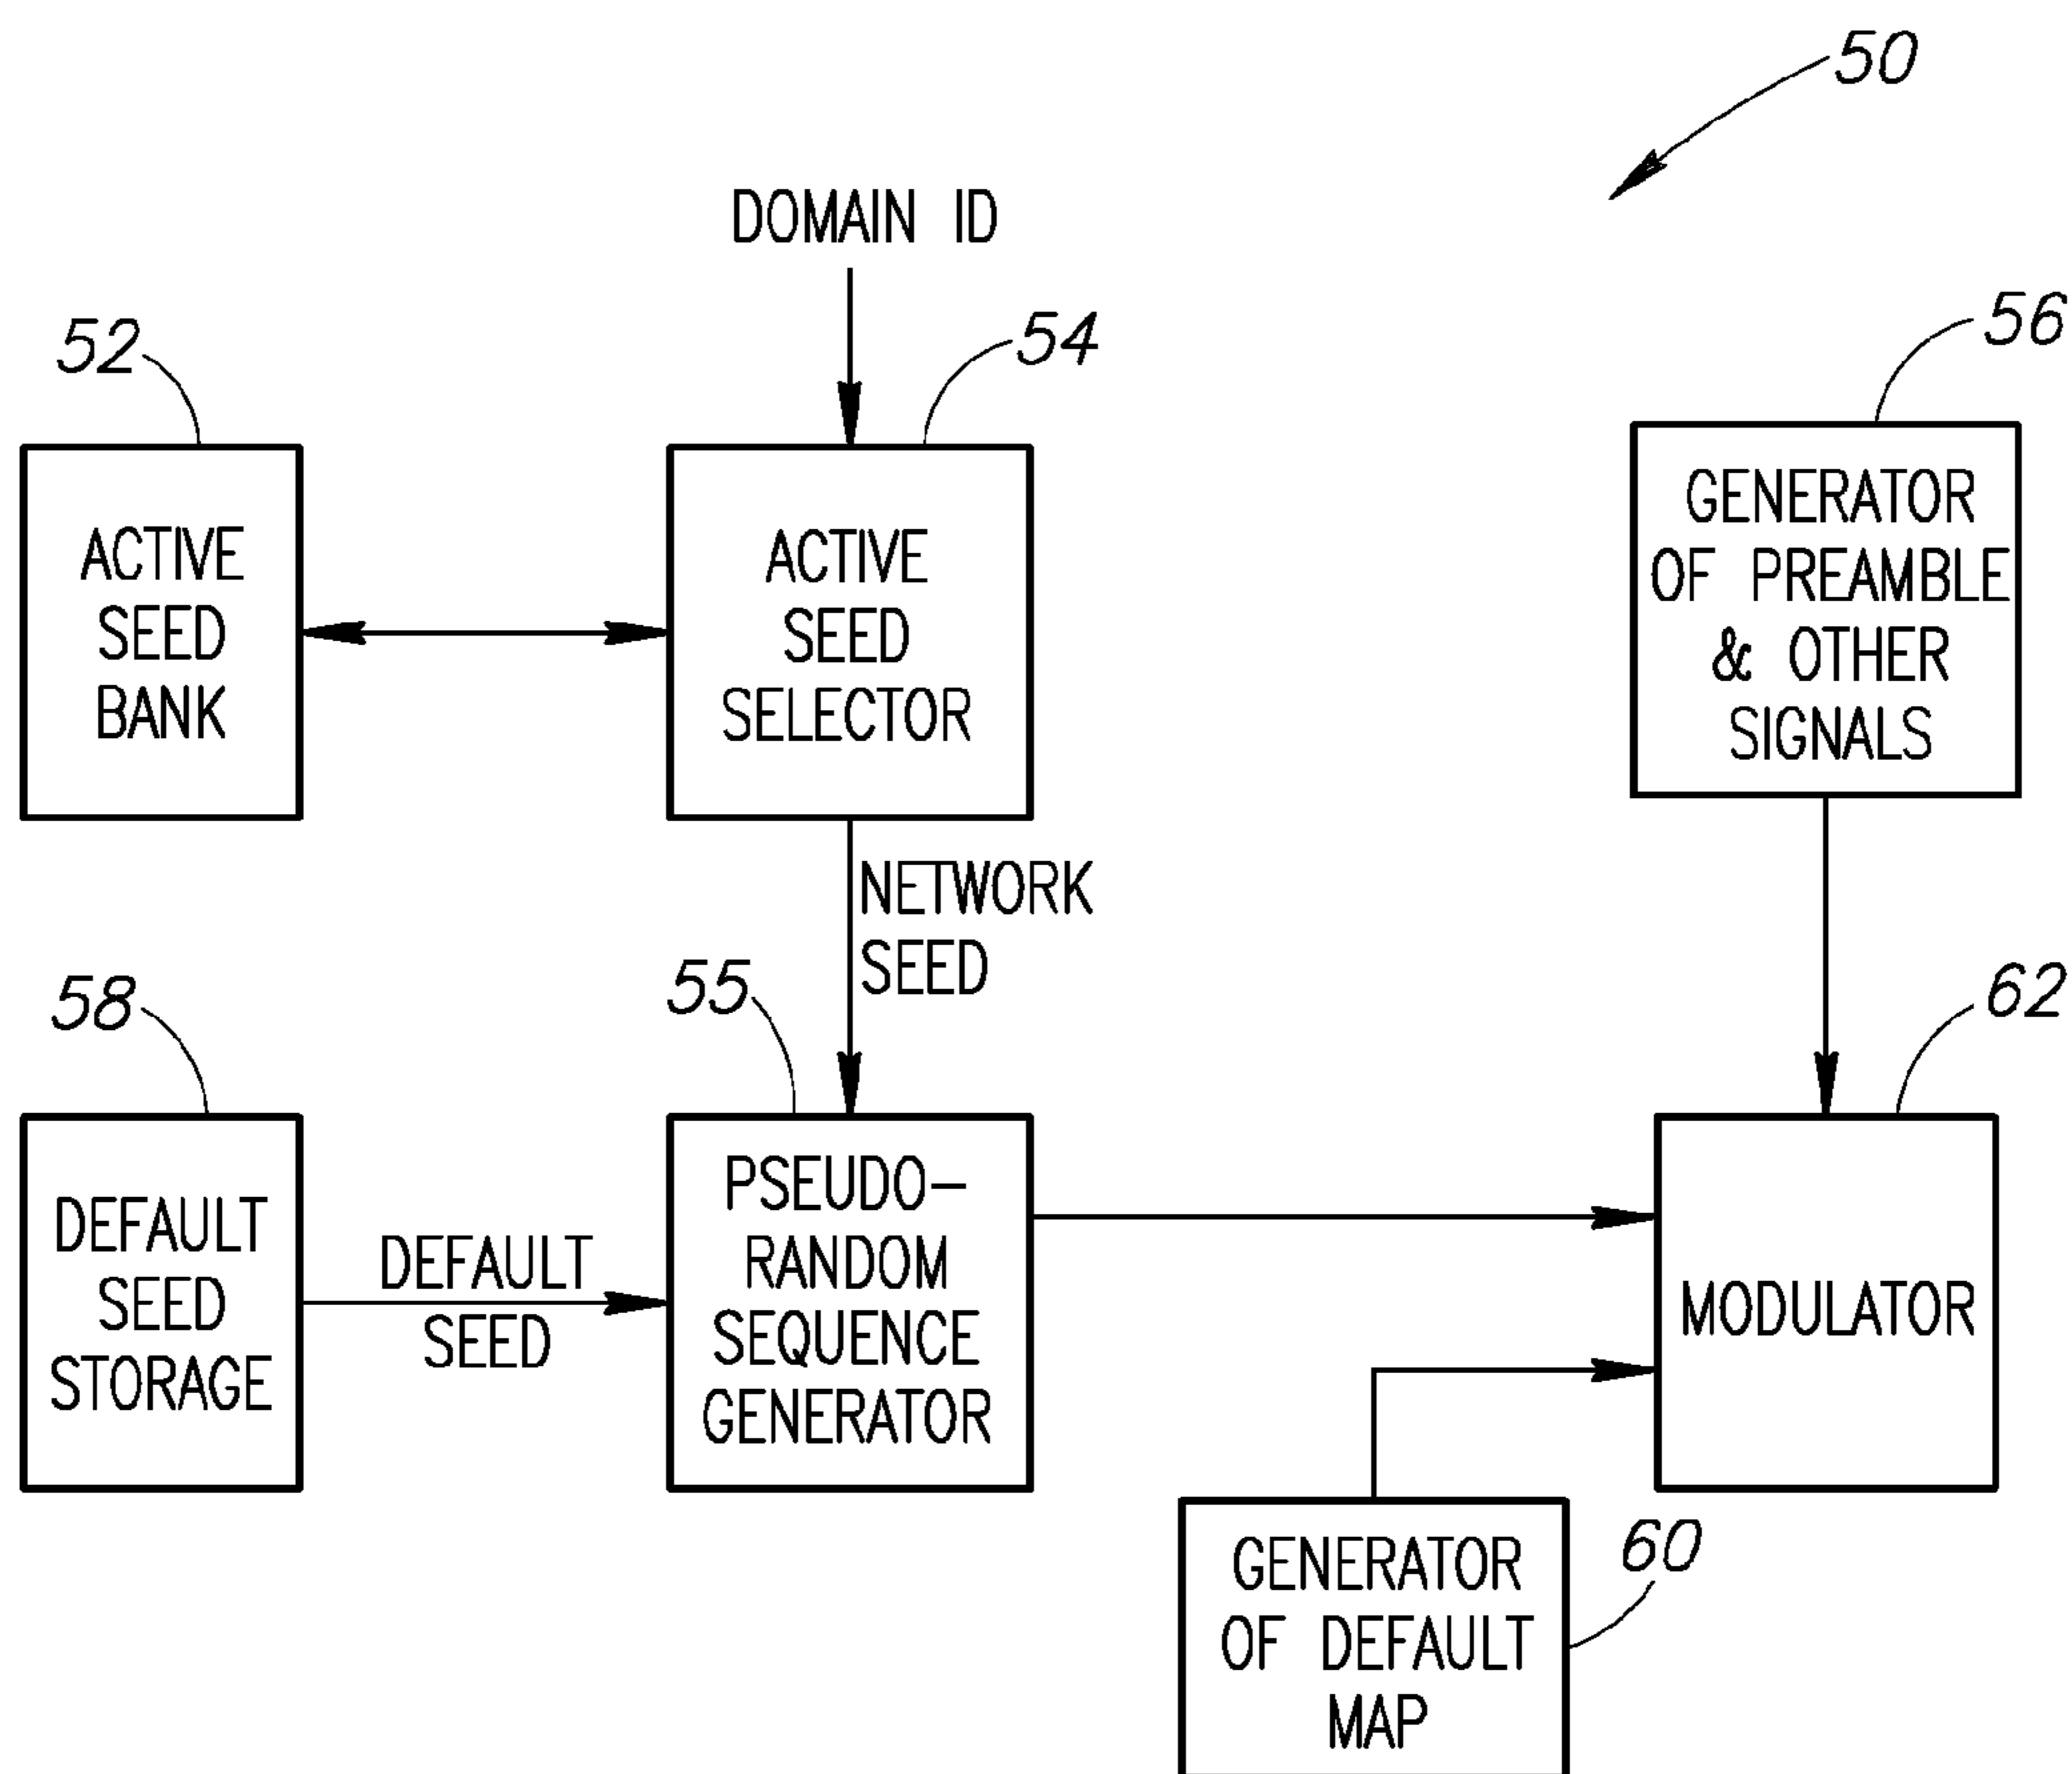 50
DOMAIN ID
52
54
56
ACTIVE
SEED
BANK
ACTIVE
SEED
SELECTOR
GENERATOR
OF PREAMBLE
& OTHER
SIGNALS
NETWORK
SEED
58
55
62
DEFAULT
SEED
STORAGE
DEFAULT
SEED
PSEUDO-
RANDOM
SEQUENCE
GENERATOR
MODULATOR
60
GENERATOR
OF DEFAULT
MAP